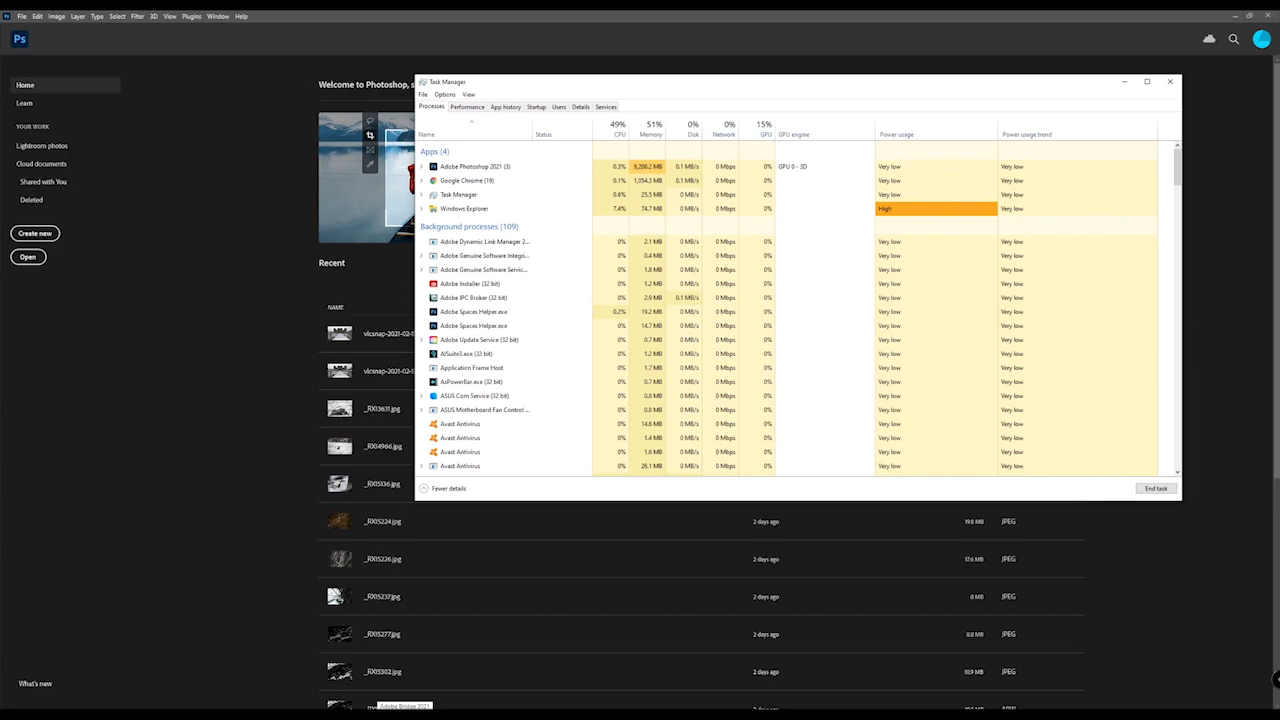 Ps File Edit Image Layer Type Select Filter 3D View Plugins Window Help
Ps
Home
Learn
YOUR WORK
Lightroom photos
Cloud documents
Shared with You
Deleted
Create new
Open
What's new
Welcome to Photoshop, s
Recent
NAME
vlcsnap-2021-02-1
vlcsnap-2021-02-1
_RX13631.jpg
_RX14966.jpg
_RX15136.jpg
_RX15224.jpg 2 days ago 19.8 MB JPEG
_RX15226.jpg 2 days ago 17.6 MB JPEG
_RX15237.jpg 2 days ago 8 MB JPEG
_RX15277.jpg 2 days ago 8.8 MB JPEG
_RX15302.jpg 2 days ago 10.9 MB JPEG
Adobe Bridge 2021
Task Manager
File Options View
Processes Performance App history Startup Users Details Services
49% 51% 0% 0% 15%
Name Status CPU Memory Disk Network GPU GPU engine Power usage Power usage trend
Apps (4)
Adobe Photoshop 2021 (3) 0.3% 9,208.2 MB 0.1 MB/s 0 Mbps 0% GPU 0 - 3D Very low Very low
Google Chrome (19) 0.1% 1,054.3 MB 0.1 MB/s 0 Mbps 0% Very low Very low
Task Manager 0.6% 25.5 MB 0 MB/s 0 Mbps 0% Very low Very low
Windows Explorer 7.4% 74.7 MB 0 MB/s 0 Mbps 0% High Very low
Background processes (109)
Adobe Dynamic Link Manager 2... 0% 2.1 MB 0 MB/s 0 Mbps 0% Very low Very low
Adobe Genuine Software Integri... 0% 0.4 MB 0 MB/s 0 Mbps 0% Very low Very low
Adobe Genuine Software Servic... 0% 1.8 MB 0 MB/s 0 Mbps 0% Very low Very low
Adobe Installer (32 bit) 0% 1.2 MB 0 MB/s 0 Mbps 0% Very low Very low
Adobe IPC Broker (32 bit) 0% 2.9 MB 0.1 MB/s 0 Mbps 0% Very low Very low
Adobe Spaces Helper.exe 0.2% 19.2 MB 0 MB/s 0 Mbps 0% Very low Very low
Adobe Spaces Helper.exe 0% 14.7 MB 0 MB/s 0 Mbps 0% Very low Very low
Adobe Update Service (32 bit) 0% 0.7 MB 0 MB/s 0 Mbps 0% Very low Very low
AISuite3.exe (32 bit) 0% 1.2 MB 0 MB/s 0 Mbps 0% Very low Very low
Application Frame Host 0% 1.7 MB 0 MB/s 0 Mbps 0% Very low Very low
AsPowerBar.exe (32 bit) 0% 0.7 MB 0 MB/s 0 Mbps 0% Very low Very low
ASUS Com Service (32 bit) 0% 0.8 MB 0 MB/s 0 Mbps 0% Very low Very low
ASUS Motherboard Fan Control ... 0% 0.8 MB 0 MB/s 0 Mbps 0% Very low Very low
Avast Antivirus 0% 14.6 MB 0 MB/s 0 Mbps 0% Very low Very low
Avast Antivirus 0% 1.4 MB 0 MB/s 0 Mbps 0% Very low Very low
Avast Antivirus 0% 1.6 MB 0 MB/s 0 Mbps 0% Very low Very low
Avast Antivirus 0% 26.1 MB 0 MB/s 0 Mbps 0% Very low Very low
Fewer details End task